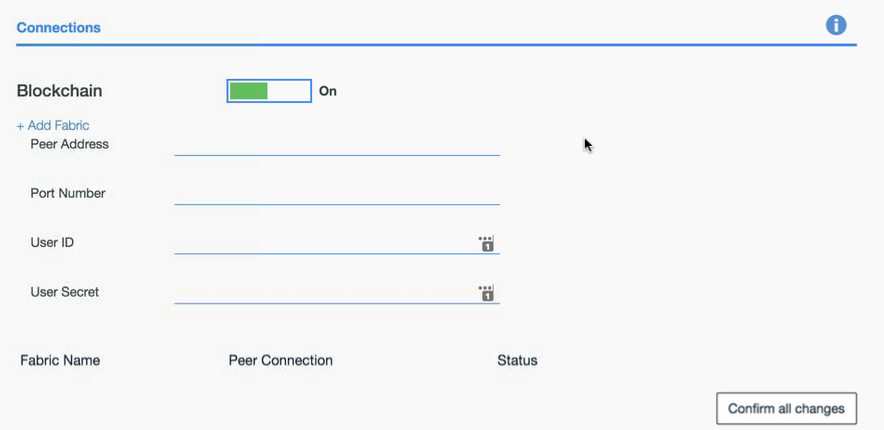 Connections
Blockchain On
+ Add Fabric
Peer Address
Port Number
User ID
User Secret
Fabric Name Peer Connection Status
Confirm all changes